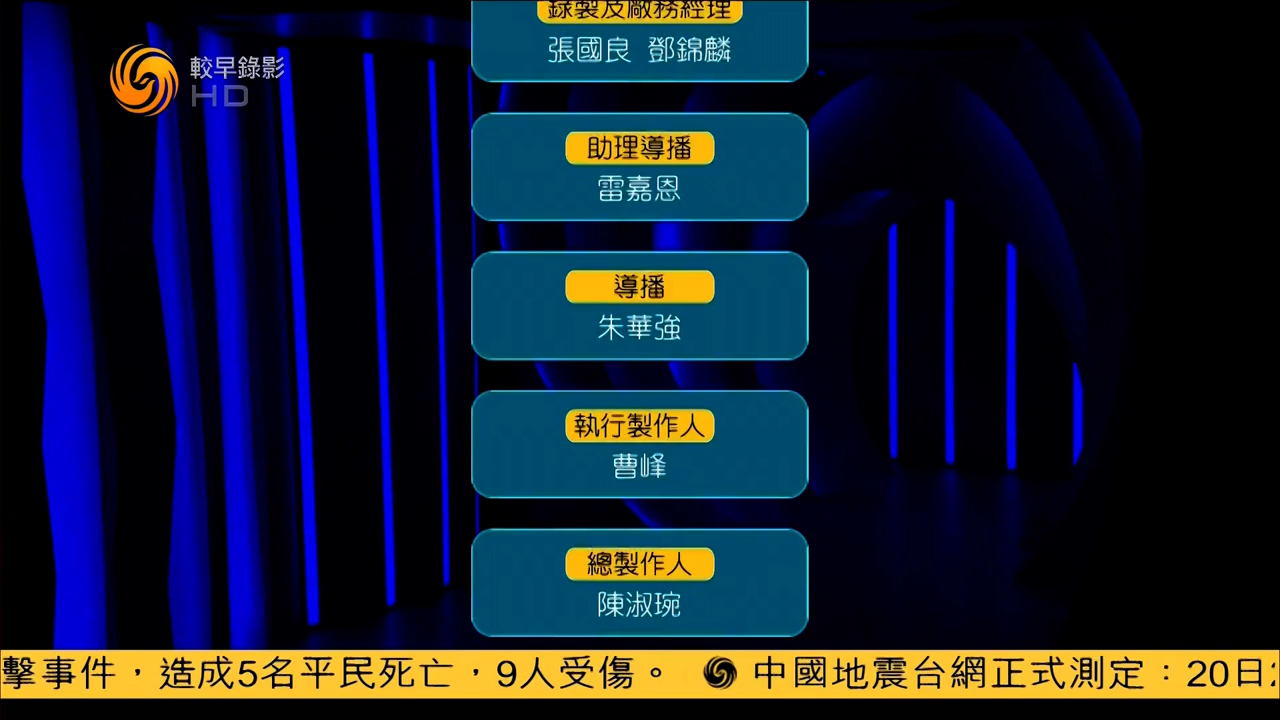 錄製及廠務經理
張國良 鄧錦麟
較早錄影
HD
助理導播
雷嘉恩
導播
朱華強
執行製作人
曹峰
總製作人
陳淑琬
擊事件，造成5名平民死亡，9人受傷。 中國地震台網正式測定：20日2